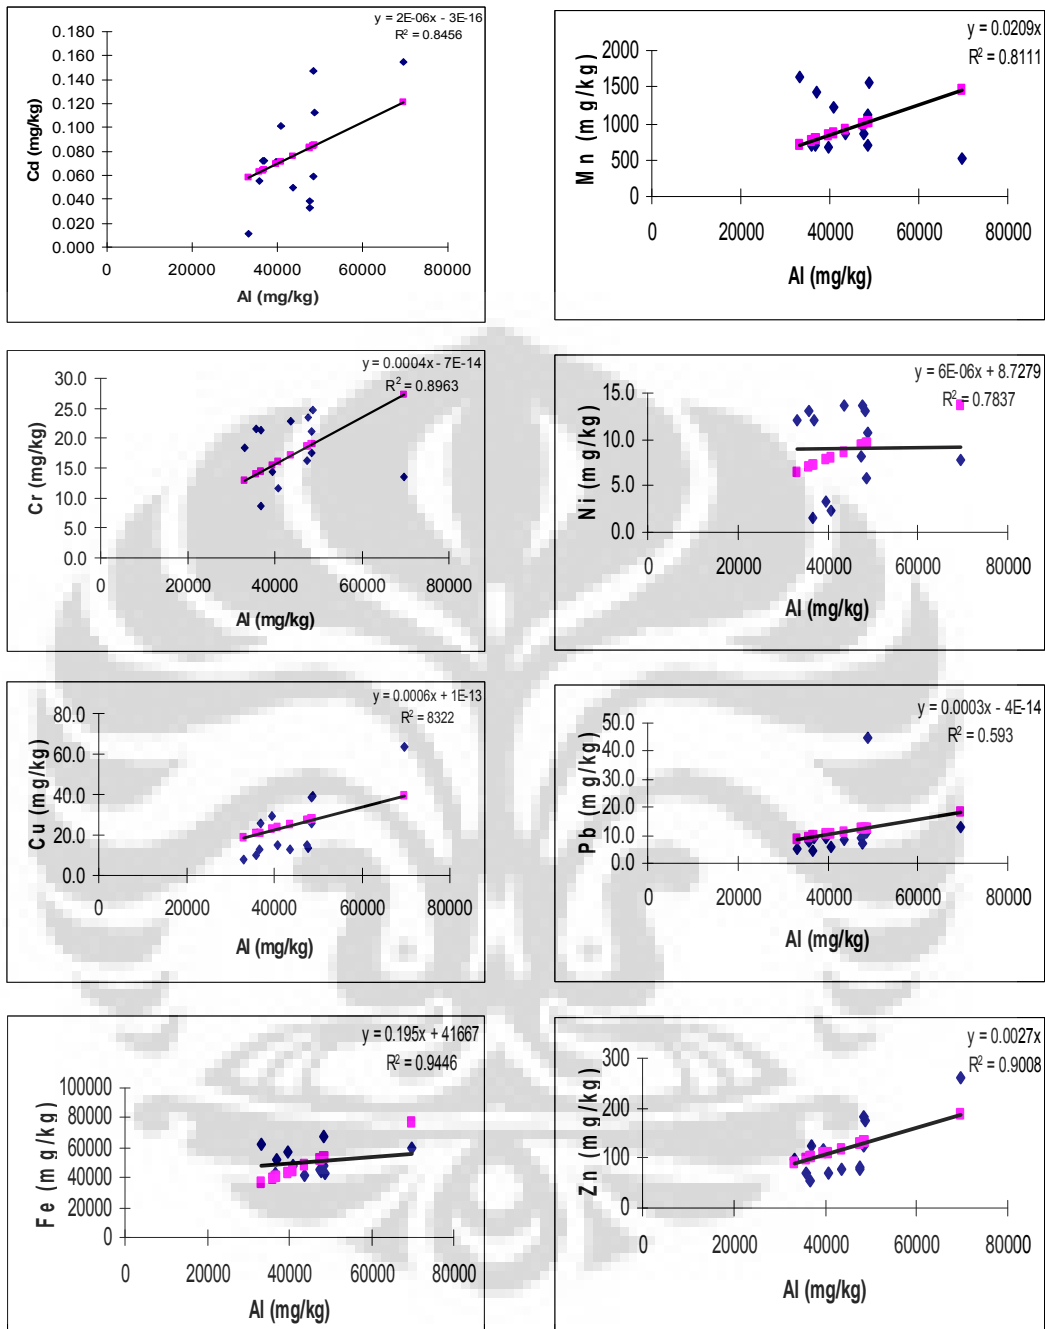 y = 2E-06x - 3E-16
R² = 0.8456
0.180
0.160
0.140
0.120
0.100
0.080
0.060
0.040
0.020
0.000
Cd (mg/kg)
0 20000 40000 60000 80000
Al (mg/kg)
y = 0.0209x
R² = 0.8111
2000
1500
1000
500
0
Mn (mg/kg)
0 20000 40000 60000 80000
Al (mg/kg)
y = 0.0004x - 7E-14
R² = 0.8963
30.0
25.0
20.0
15.0
10.0
5.0
0.0
Cr (mg/kg)
0 20000 40000 60000 80000
Al (mg/kg)
y = 6E-06x + 8.7279
R² = 0.7837
15.0
10.0
5.0
0.0
Ni (mg/kg)
0 20000 40000 60000 80000
Al (mg/kg)
y = 0.0006x + 1E-13
R² = 8322
80.0
60.0
40.0
20.0
0.0
Cu (mg/kg)
0 20000 40000 60000 80000
Al (mg/kg)
y = 0.0003x - 4E-14
R² = 0.593
50.0
40.0
30.0
20.0
10.0
0.0
Pb (mg/kg)
0 20000 40000 60000 80000
Al (mg/kg)
y = 0.195x + 41667
R² = 0.9446
100000
80000
60000
40000
20000
0
Fe (mg/kg)
0 20000 40000 60000 80000
Al (mg/kg)
y = 0.0027x
R² = 0.9008
300
200
100
0
Zn (mg/kg)
0 20000 40000 60000 80000
Al (mg/kg)